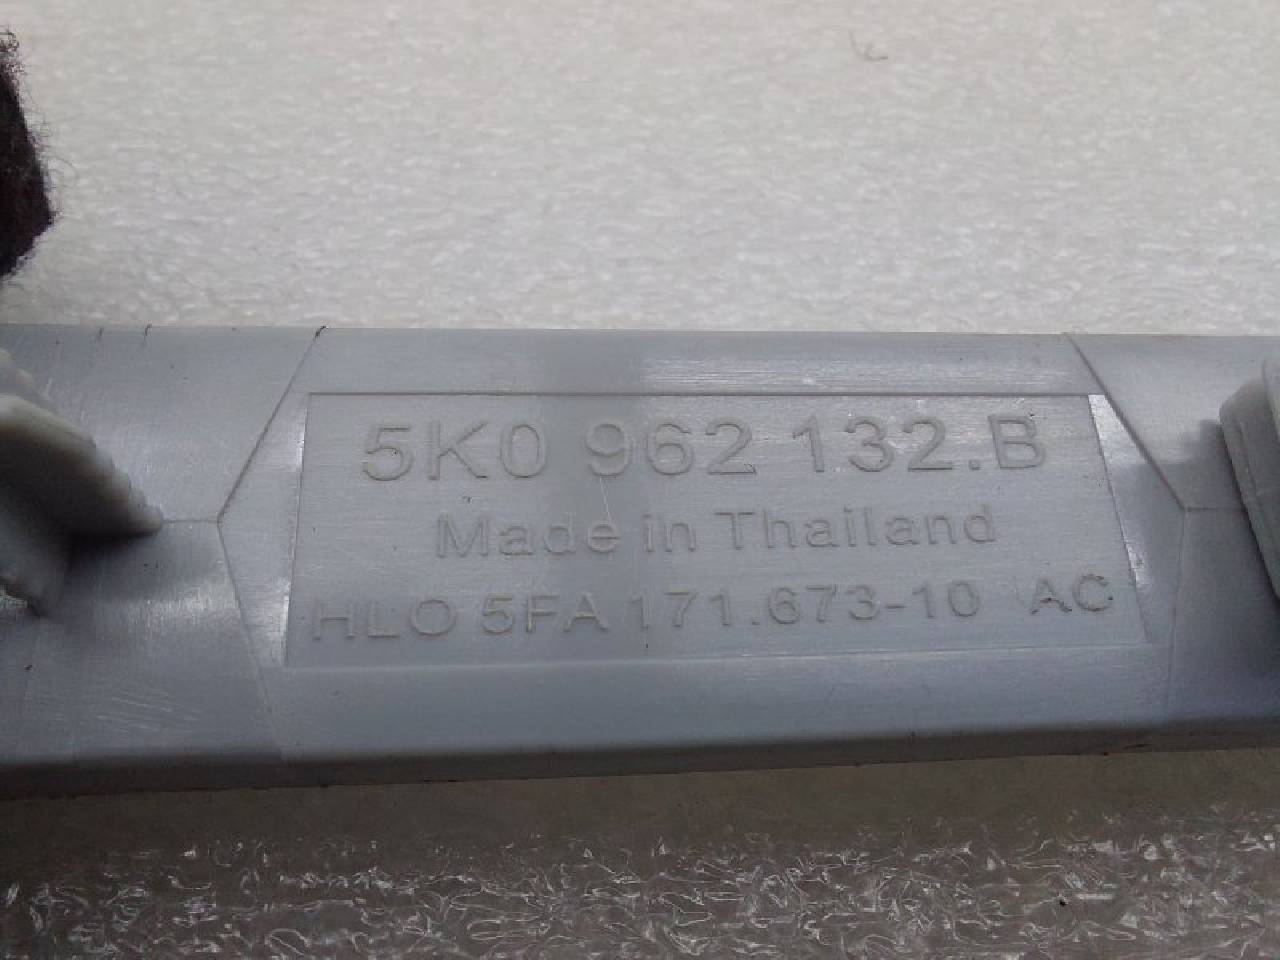 5K0 962 132.B
Made in Thailand
HLO 5FA 171.673-10 AC